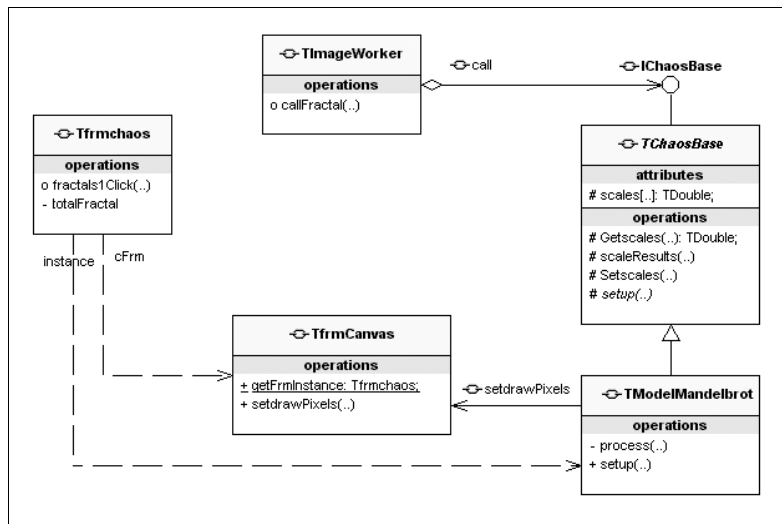 TImageWorker
operations
o callFractal(..)
call
IChaosBase
Tfrmchaos
operations
o fractals1Click(..)
- totalFractal
TChaosBase
attributes
# scales[..]: TDouble;
operations
# Getscales(..): TDouble;
# scaleResults(..)
# Setscales(..)
# setup(..)
instance
cFrm
TfrmCanvas
operations
+ getFrmInstance: Tfrmchaos;
+ setdrawPixels(..)
setdrawPixels
TModelMandelbrot
operations
- process(..)
+ setup(..)